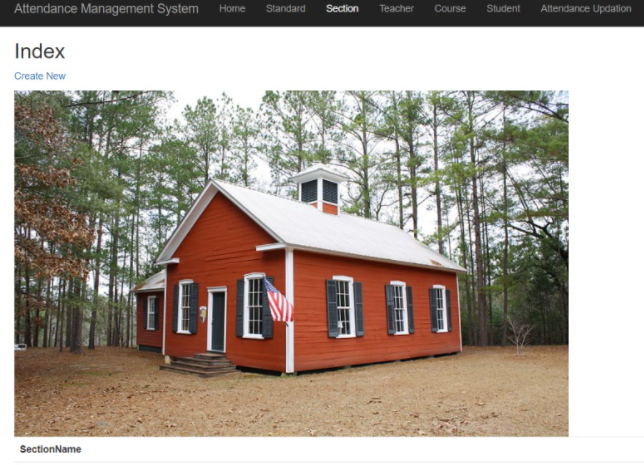 Attendance Management System Home Standard Section Teacher Course Student Attendance Updation
Index
Create New
SectionName